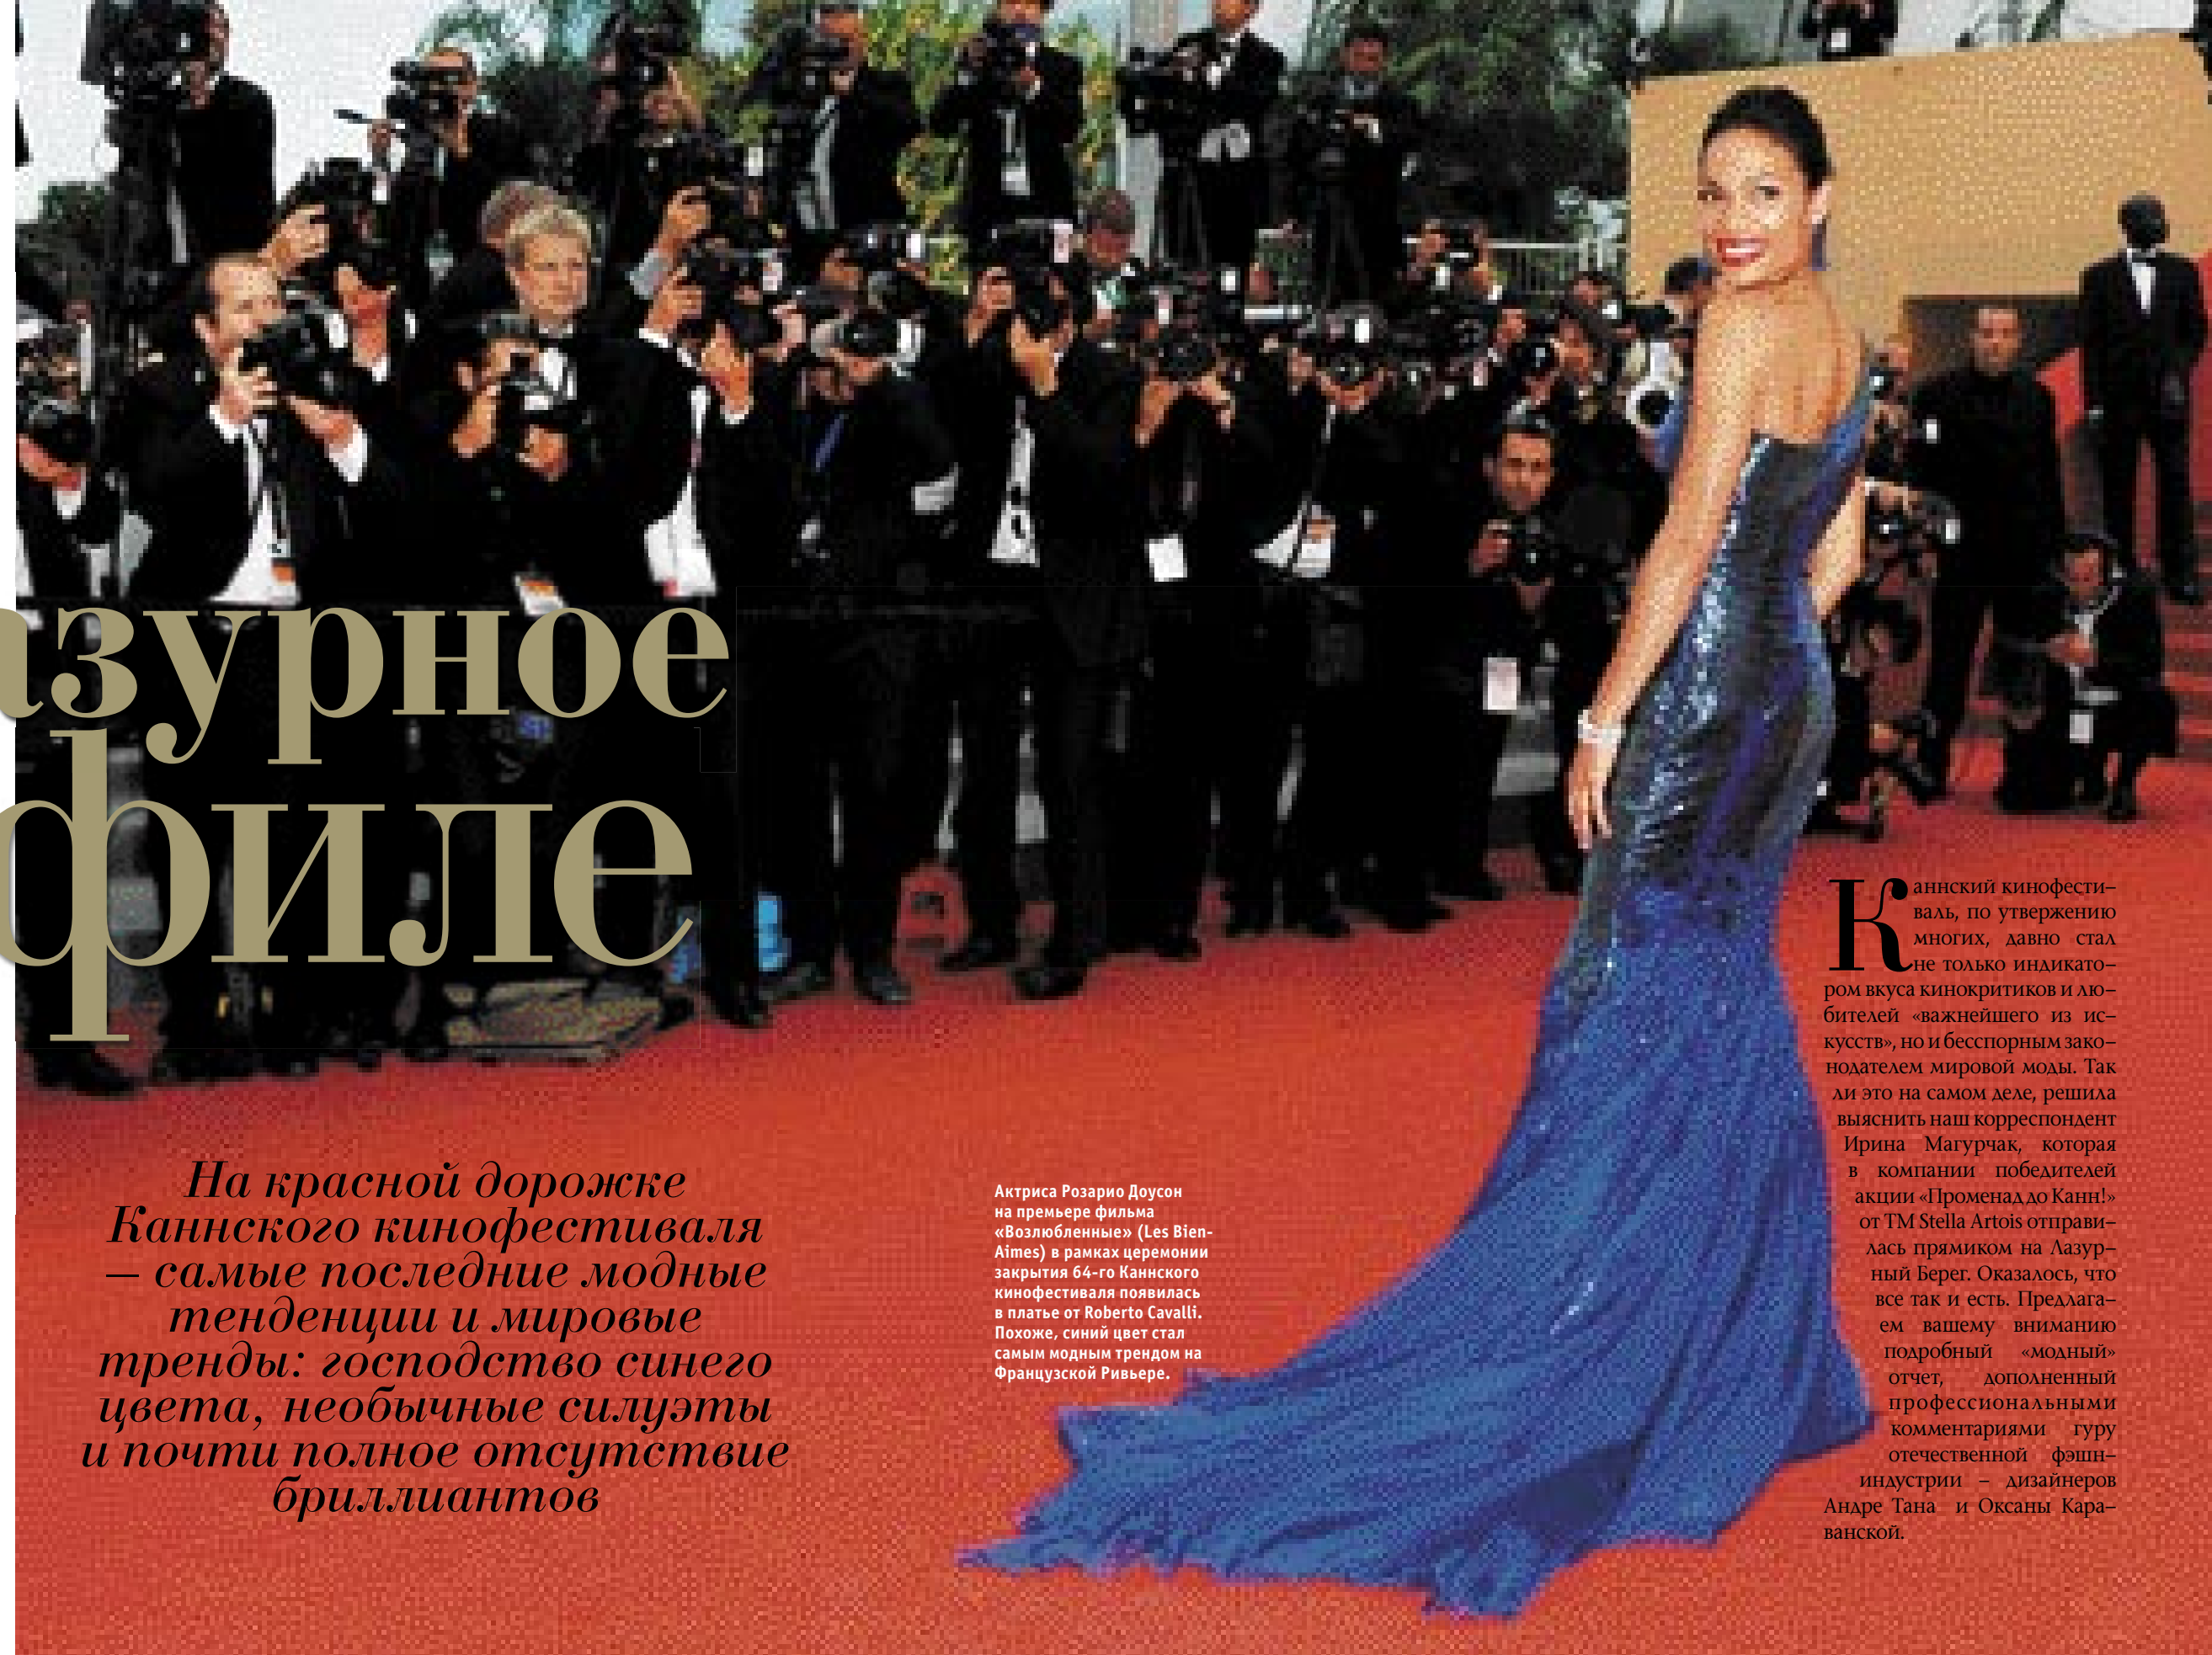 азурное
филе
На красной дорожке
Каннского кинофестиваля
– самые последние модные
тенденции и мировые
тренды: господство синего
цвета, необычные силуэты
и почти полное отсутствие
бриллиантов
Актриса Розарио Доусон
на премьере фильма
«Возлюбленные» (Les Bien-
Aimes) в рамках церемонии
закрытия 64-го Каннского
кинофестиваля появилась
в платье от Roberto Cavalli.
Похоже, синий цвет стал
самым модным трендом на
Французской Ривьере.
Каннский кинофести–
валь, по утвержению
многих, давно стал
не только индикато–
ром вкуса кинокритиков и лю–
бителей «важнейшего из ис–
кусств», но и бесспорным зако–
нодателем мировой моды. Так
ли это на самом деле, решила
выяснить наш корреспондент
Ирина Магурчак, которая
в компании победителей
акции «Променад до Канн!»
от ТМ Stella Artois отправи–
лась прямиком на Лазур–
ный Берег. Оказалось, что
все так и есть. Предлага–
ем вашему вниманию
подробный «модный»
отчет, дополненный
профессиональными
комментариями гуру
отечественной фэшн–
индустрии – дизайнеров
Андре Тана и Оксаны Кара–
ванской.